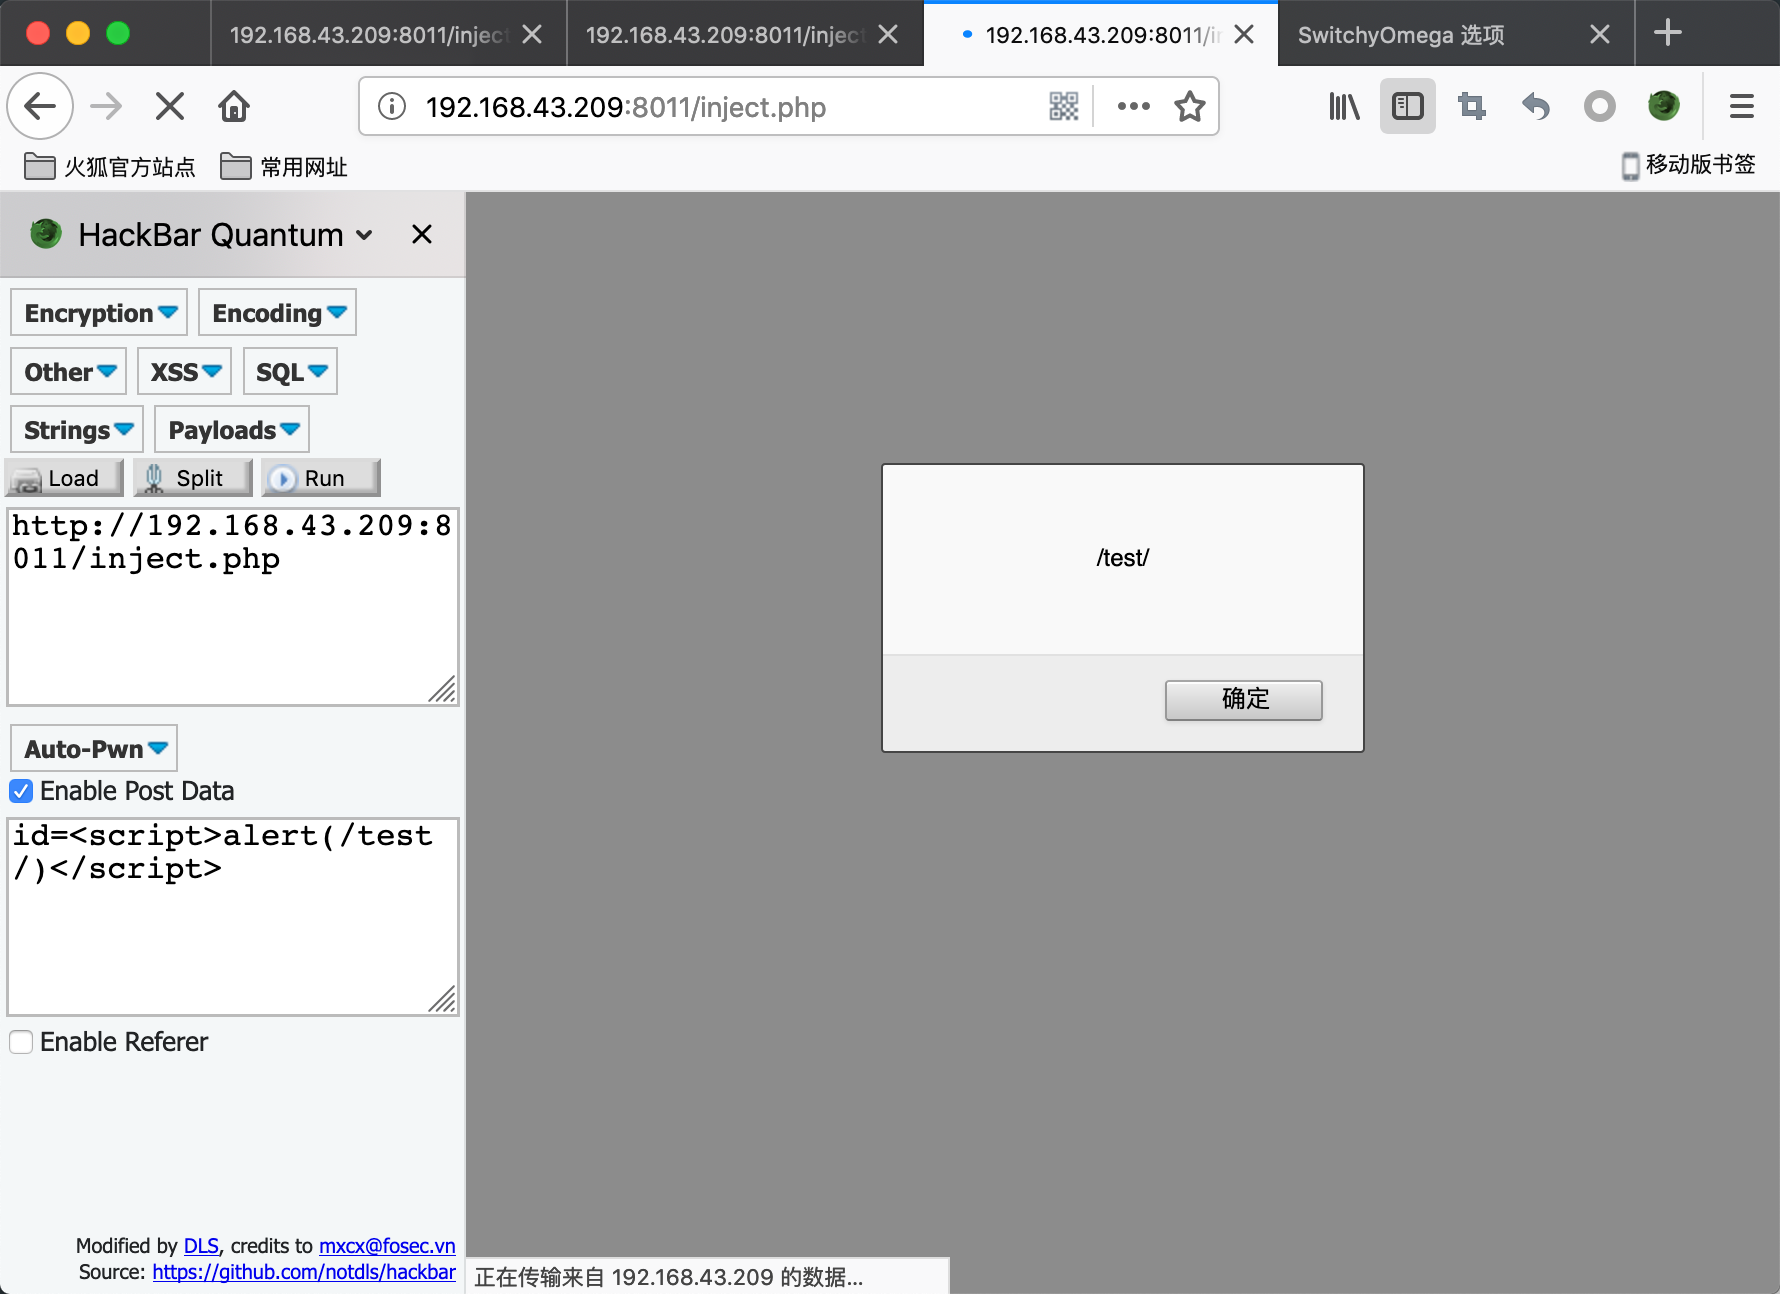 192.168.43.209:8011/inject
192.168.43.209:8011/inject
192.168.43.209:8011/in
SwitchyOmega 选项
192.168.43.209:8011/inject.php
火狐官方站点
常用网址
移动版书签
HackBar Quantum
Encryption
Encoding
Other
XSS
SQL
Strings
Payloads
Load
Split
Run
http://192.168.43.209:8
011/inject.php
/test/
确定
Auto-Pwn
Enable Post Data
id=<script>alert(/test
/)</script>
Enable Referer
Modified by DLS, credits to mxcx@fosec.vn
Source: https://github.com/notdls/hackbar
正在传输来自 192.168.43.209 的数据...